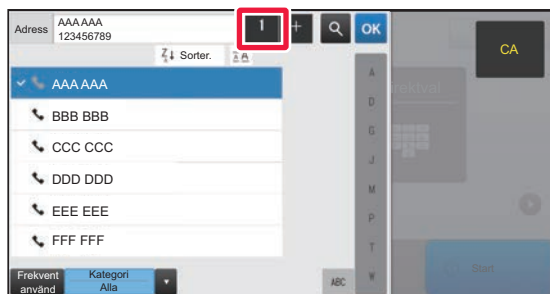 Adress
AAA AAA
123456789
1
+
OK
CA
Sorter.
AAA AAA
BBB BBB
CCC CCC
DDD DDD
EEE EEE
FFF FFF
A
D
G
J
M
P
T
W
ABC
Frekvent
använd
Kategori
Alla
Start